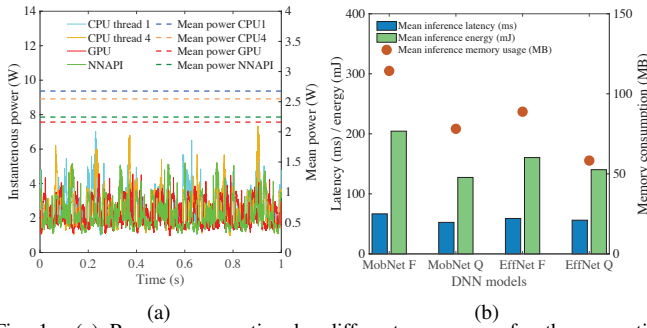 CPU thread 1
CPU thread 4
GPU
NNAPI
Mean power CPU1
Mean power CPU4
Mean power GPU
Mean power NNAPI
Instantenous power (W)
14
12
10
8
6
4
2
0
Mean power (W)
4
3.5
3
2.5
2
1.5
1
0.5
0
0
0.2
0.4
0.6
0.8
1
Time (s)
(a)
Mean inference latency (ms)
Mean inference energy (mJ)
Mean inference memory usage (MB)
Latency (ms) / energy (mJ)
400
300
200
100
0
Memory consumption (MB)
150
100
50
0
MobNet F
MobNet Q
EffNet F
EffNet Q
DNN models
(b)